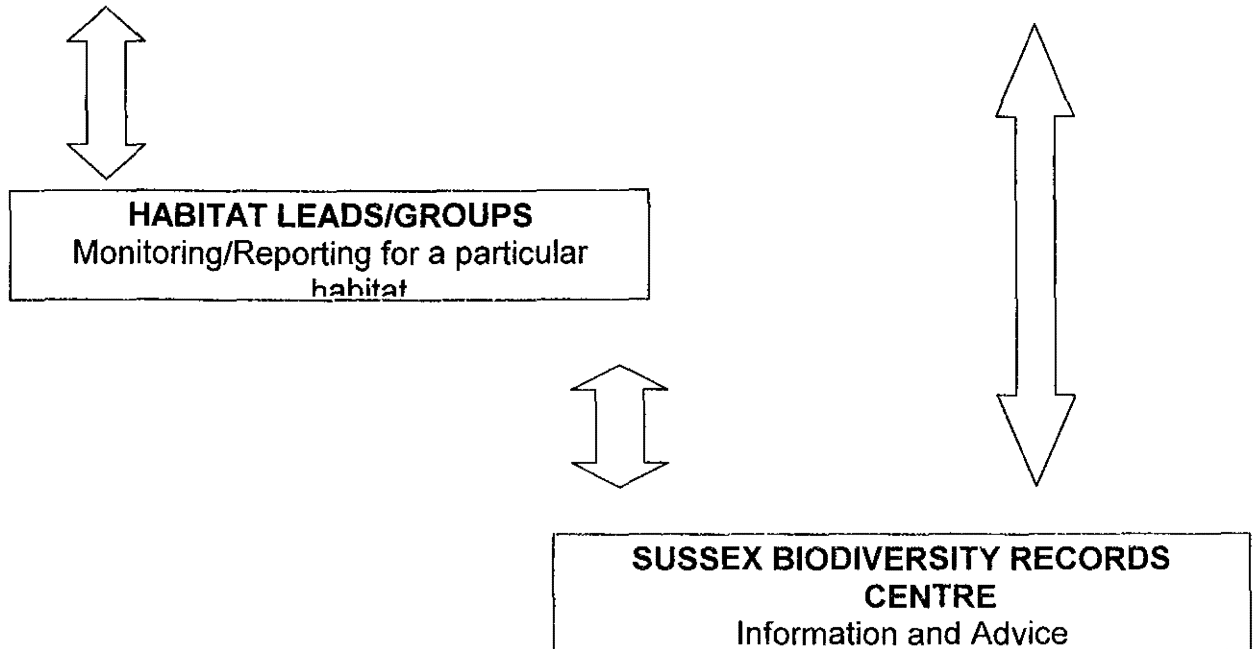 HABITAT LEADS/GROUPS
Monitoring/Reporting for a particular
habitat
SUSSEX BIODIVERSITY RECORDS
CENTRE
Information and Advice